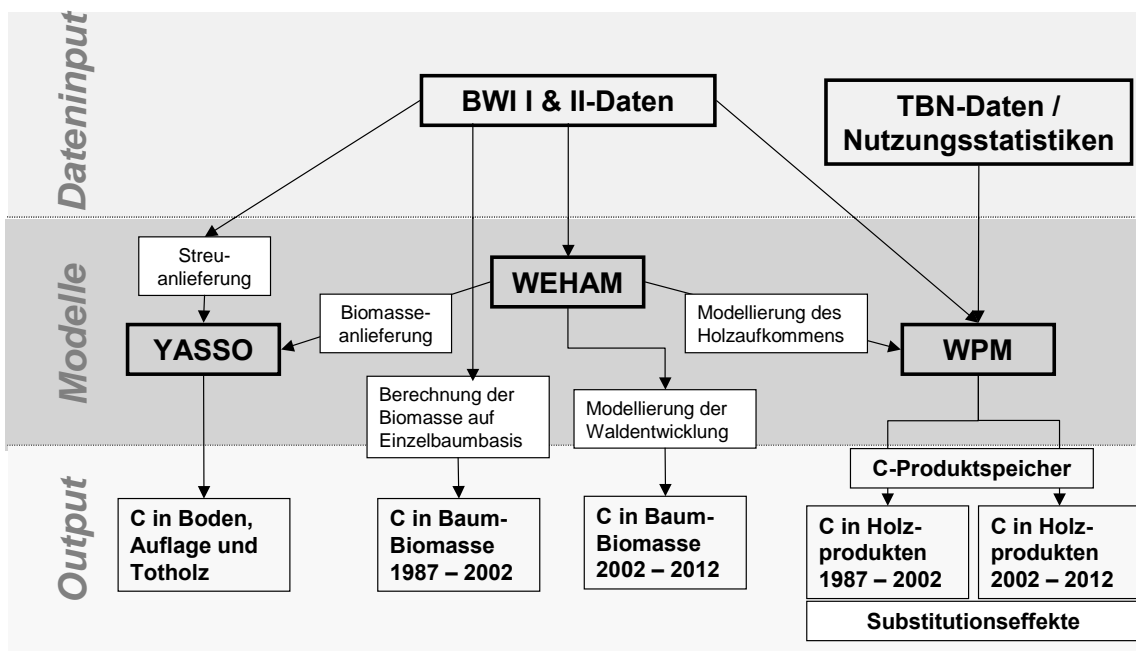 Dateninput
BWI I & II-Daten
TBN-Daten /
Nutzungsstatistiken
Modelle
Streu-
anlieferung
WEHAM
Biomasse-
anlieferung
Modellierung des
Holzaufkommens
YASSO
WPM
Berechnung der
Biomasse auf
Einzelbaumbasis
Modellierung der
Waldentwicklung
Output
C-Produktspeicher
C in Boden,
Auflage und
Totholz
C in Baum-
Biomasse
1987 – 2002
C in Baum-
Biomasse
2002 – 2012
C in Holz-
produkten
1987 – 2002
C in Holz-
produkten
2002 – 2012
Substitutionseffekte